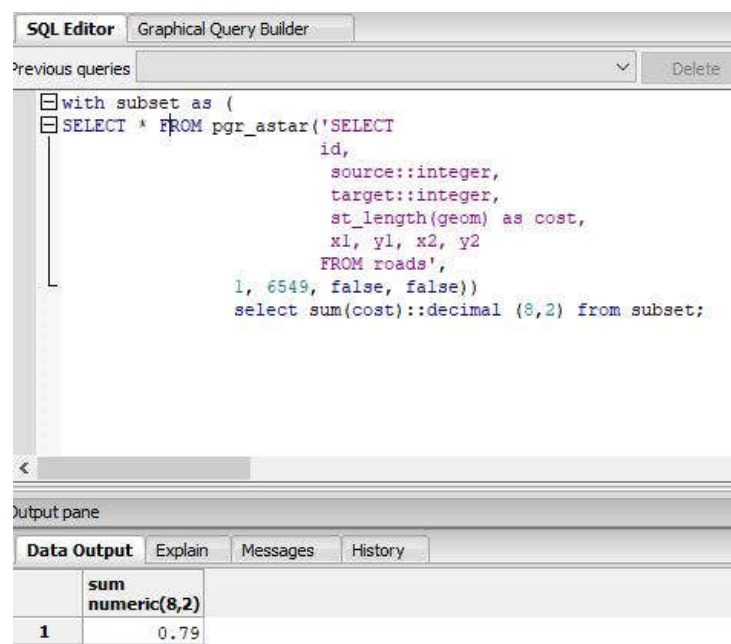 SQL Editor Graphical Query Builder
Previous queries Delete
with subset as (
SELECT * FROM pgr_astar('SELECT
id,
source::integer,
target::integer,
st_length(geom) as cost,
x1, y1, x2, y2
FROM roads',
1, 6549, false, false))
select sum(cost)::decimal (8,2) from subset;
Output pane
Data Output Explain Messages History
sum
numeric(8,2)
1 0.79